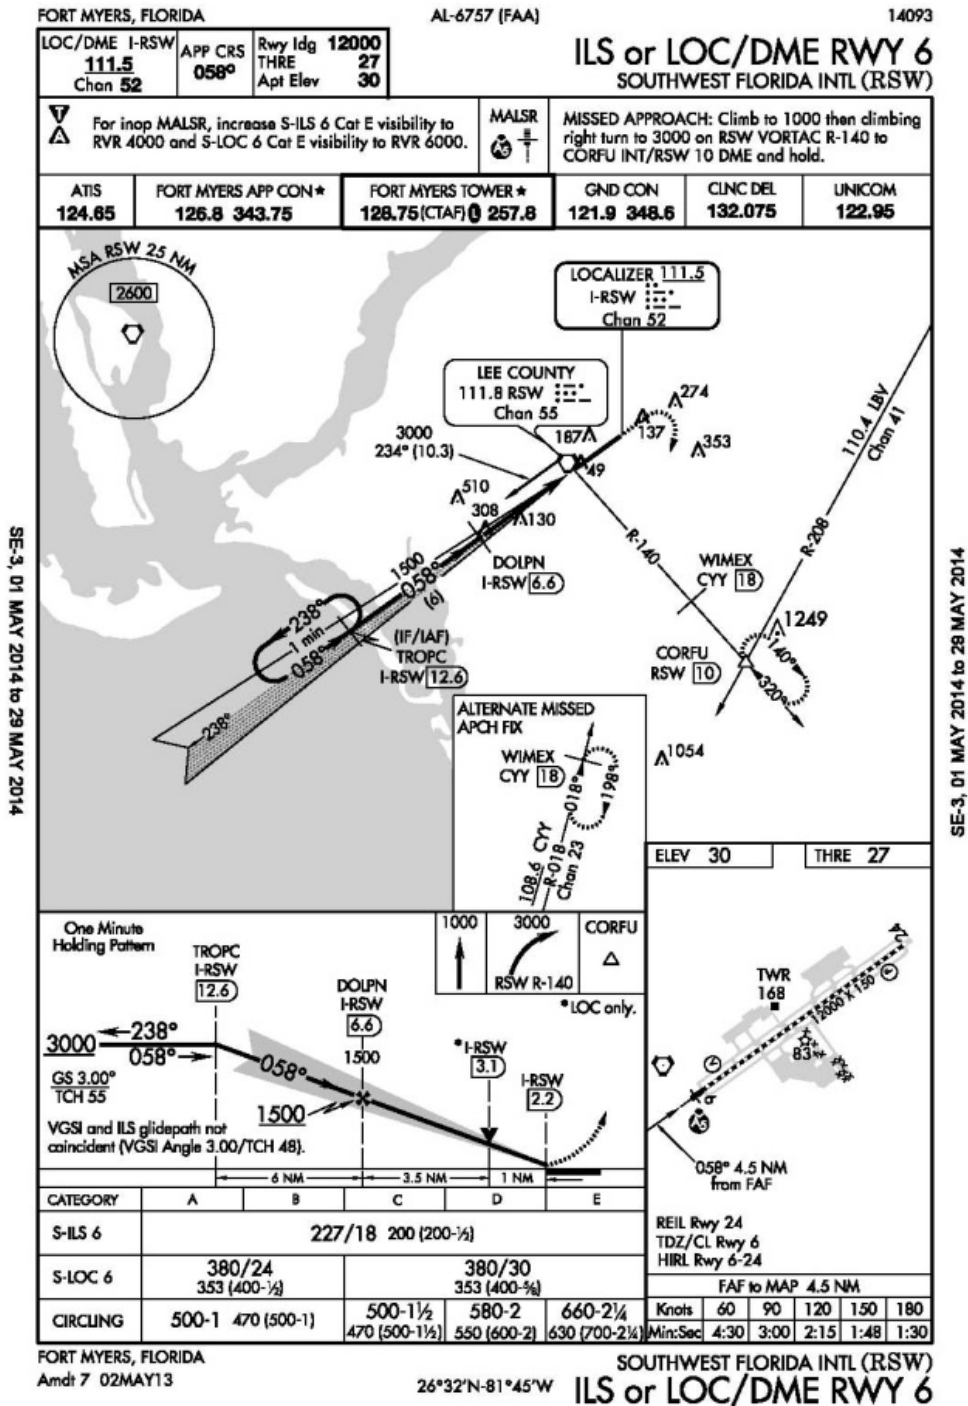 FORT MYERS, FLORIDA
AL-6757 (FAA)
14093
LOC/DME I-RSW
111.5
Chan 52
APP CRS
058°
Rwy ldg 12000
THRE 27
Apt Elev 30
ILS or LOC/DME RWY 6
SOUTHWEST FLORIDA INTL (RSW)
T
A
For inop MALSR, increase S-ILS 6 Cat E visibility to
RVR 4000 and S-LOC 6 Cat E visibility to RVR 6000.
MALSR
A5
MISSED APPROACH: Climb to 1000 then climbing
right turn to 3000 on RSW VORTAC R-140 to
CORFU INT/RSW 10 DME and hold.
ATIS
124.65
FORT MYERS APP CON★
126.8 343.75
FORT MYERS TOWER★
128.75(CTAF) L 257.8
GND CON
121.9 348.6
CLNC DEL
132.075
UNICOM
122.95
MSA RSW 25 NM
2600
LOCALIZER 111.5
I-RSW
Chan 52
LEE COUNTY
111.8 RSW
Chan 55
3000
234° (10.3)
187
49
137
274
353
510
308
130
110.4 LBV
Chan 41
R-208
R-140
DOLPN
I-RSW 6.6
1500
058°
(6)
WIMEX
CYY 18
1249
CORFU
RSW 10
140°
320°
238°
1 min
058°
(IF/IAF)
TROPC
I-RSW 12.6
238°
1054
ALTERNATE MISSED
APCH FIX
WIMEX
CYY 18
018°
198°
108.6 CYY
R-018
Chan 23
SE-3, 01 MAY 2014 to 29 MAY 2014
SE-3, 01 MAY 2014 to 29 MAY 2014
ELEV 30
THRE 27
TWR
168
24
12000 X 150
83
6
A5
058° 4.5 NM
from FAF
REIL Rwy 24
TDZ/CL Rwy 6
HIRL Rwy 6-24
One Minute
Holding Pattern
TROPC
I-RSW
12.6
DOLPN
I-RSW
6.6
1500
1000
3000
RSW R-140
CORFU
*LOC only.
*I-RSW
3.1
I-RSW
2.2
3000
238°
058°
058°
1500
GS 3.00°
TCH 55
VGSI and ILS glidepath not
coincident (VGSI Angle 3.00/TCH 48).
6 NM
3.5 NM
1 NM
CATEGORY A B C D E
S-ILS 6 227/18 200 (200-½)
S-LOC 6
380/24
353 (400-½)
380/30
353 (400-⅝)
CIRCLING
500-1 470 (500-1)
500-1½
470 (500-1½)
580-2
550 (600-2)
660-2¼
630 (700-2¼)
FAF to MAP 4.5 NM
Knots 60 90 120 150 180
Min:Sec 4:30 3:00 2:15 1:48 1:30
FORT MYERS, FLORIDA
Amdt 7 02MAY13
26°32'N-81°45'W
SOUTHWEST FLORIDA INTL (RSW)
ILS or LOC/DME RWY 6